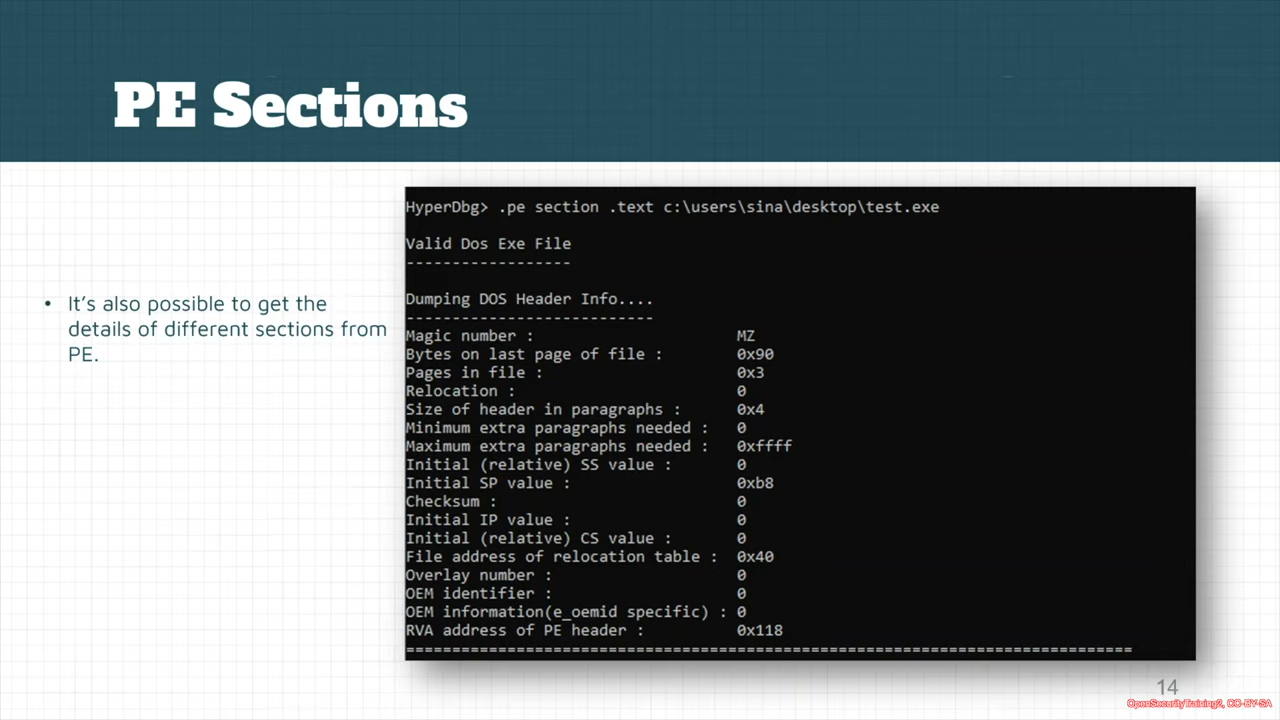 PE Sections
• It’s also possible to get the
details of different sections from
PE.
HyperDbg> .pe section .text c:\users\sina\desktop\test.exe
Valid Dos Exe File
------------------
Dumping DOS Header Info....
---------------------------
Magic number : MZ
Bytes on last page of file : 0x90
Pages in file : 0x3
Relocation : 0
Size of header in paragraphs : 0x4
Minimum extra paragraphs needed : 0
Maximum extra paragraphs needed : 0xffff
Initial (relative) SS value : 0
Initial SP value : 0xb8
Checksum : 0
Initial IP value : 0
Initial (relative) CS value : 0
File address of relocation table : 0x40
Overlay number : 0
OEM identifier : 0
OEM information(e_oemid specific) : 0
RVA address of PE header : 0x118
===============================================================================
14
OpenSecurityTraining2, CC-BY-SA